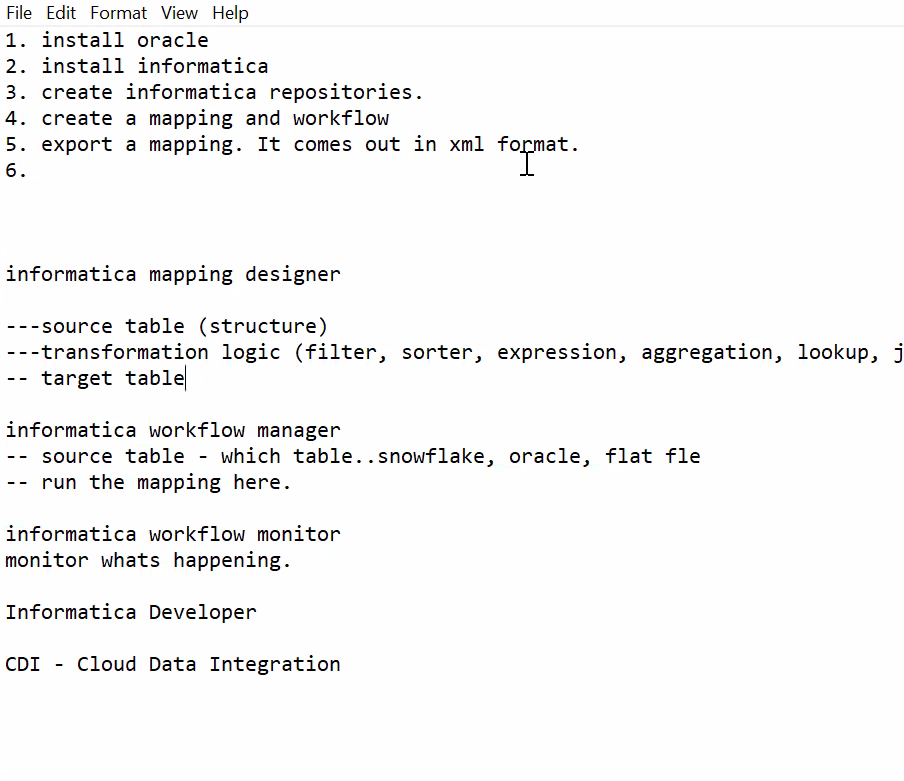 File Edit Format View Help
1. install oracle
2. install informatica
3. create informatica repositories.
4. create a mapping and workflow
5. export a mapping. It comes out in xml format.
6.
informatica mapping designer
---source table (structure)
---transformation logic (filter, sorter, expression, aggregation, lookup,
-- target table
informatica workflow manager
-- source table - which table..snowflake, oracle, flat fle
-- run the mapping here.
informatica workflow monitor
monitor whats happening.
Informatica Developer
CDI - Cloud Data Integration